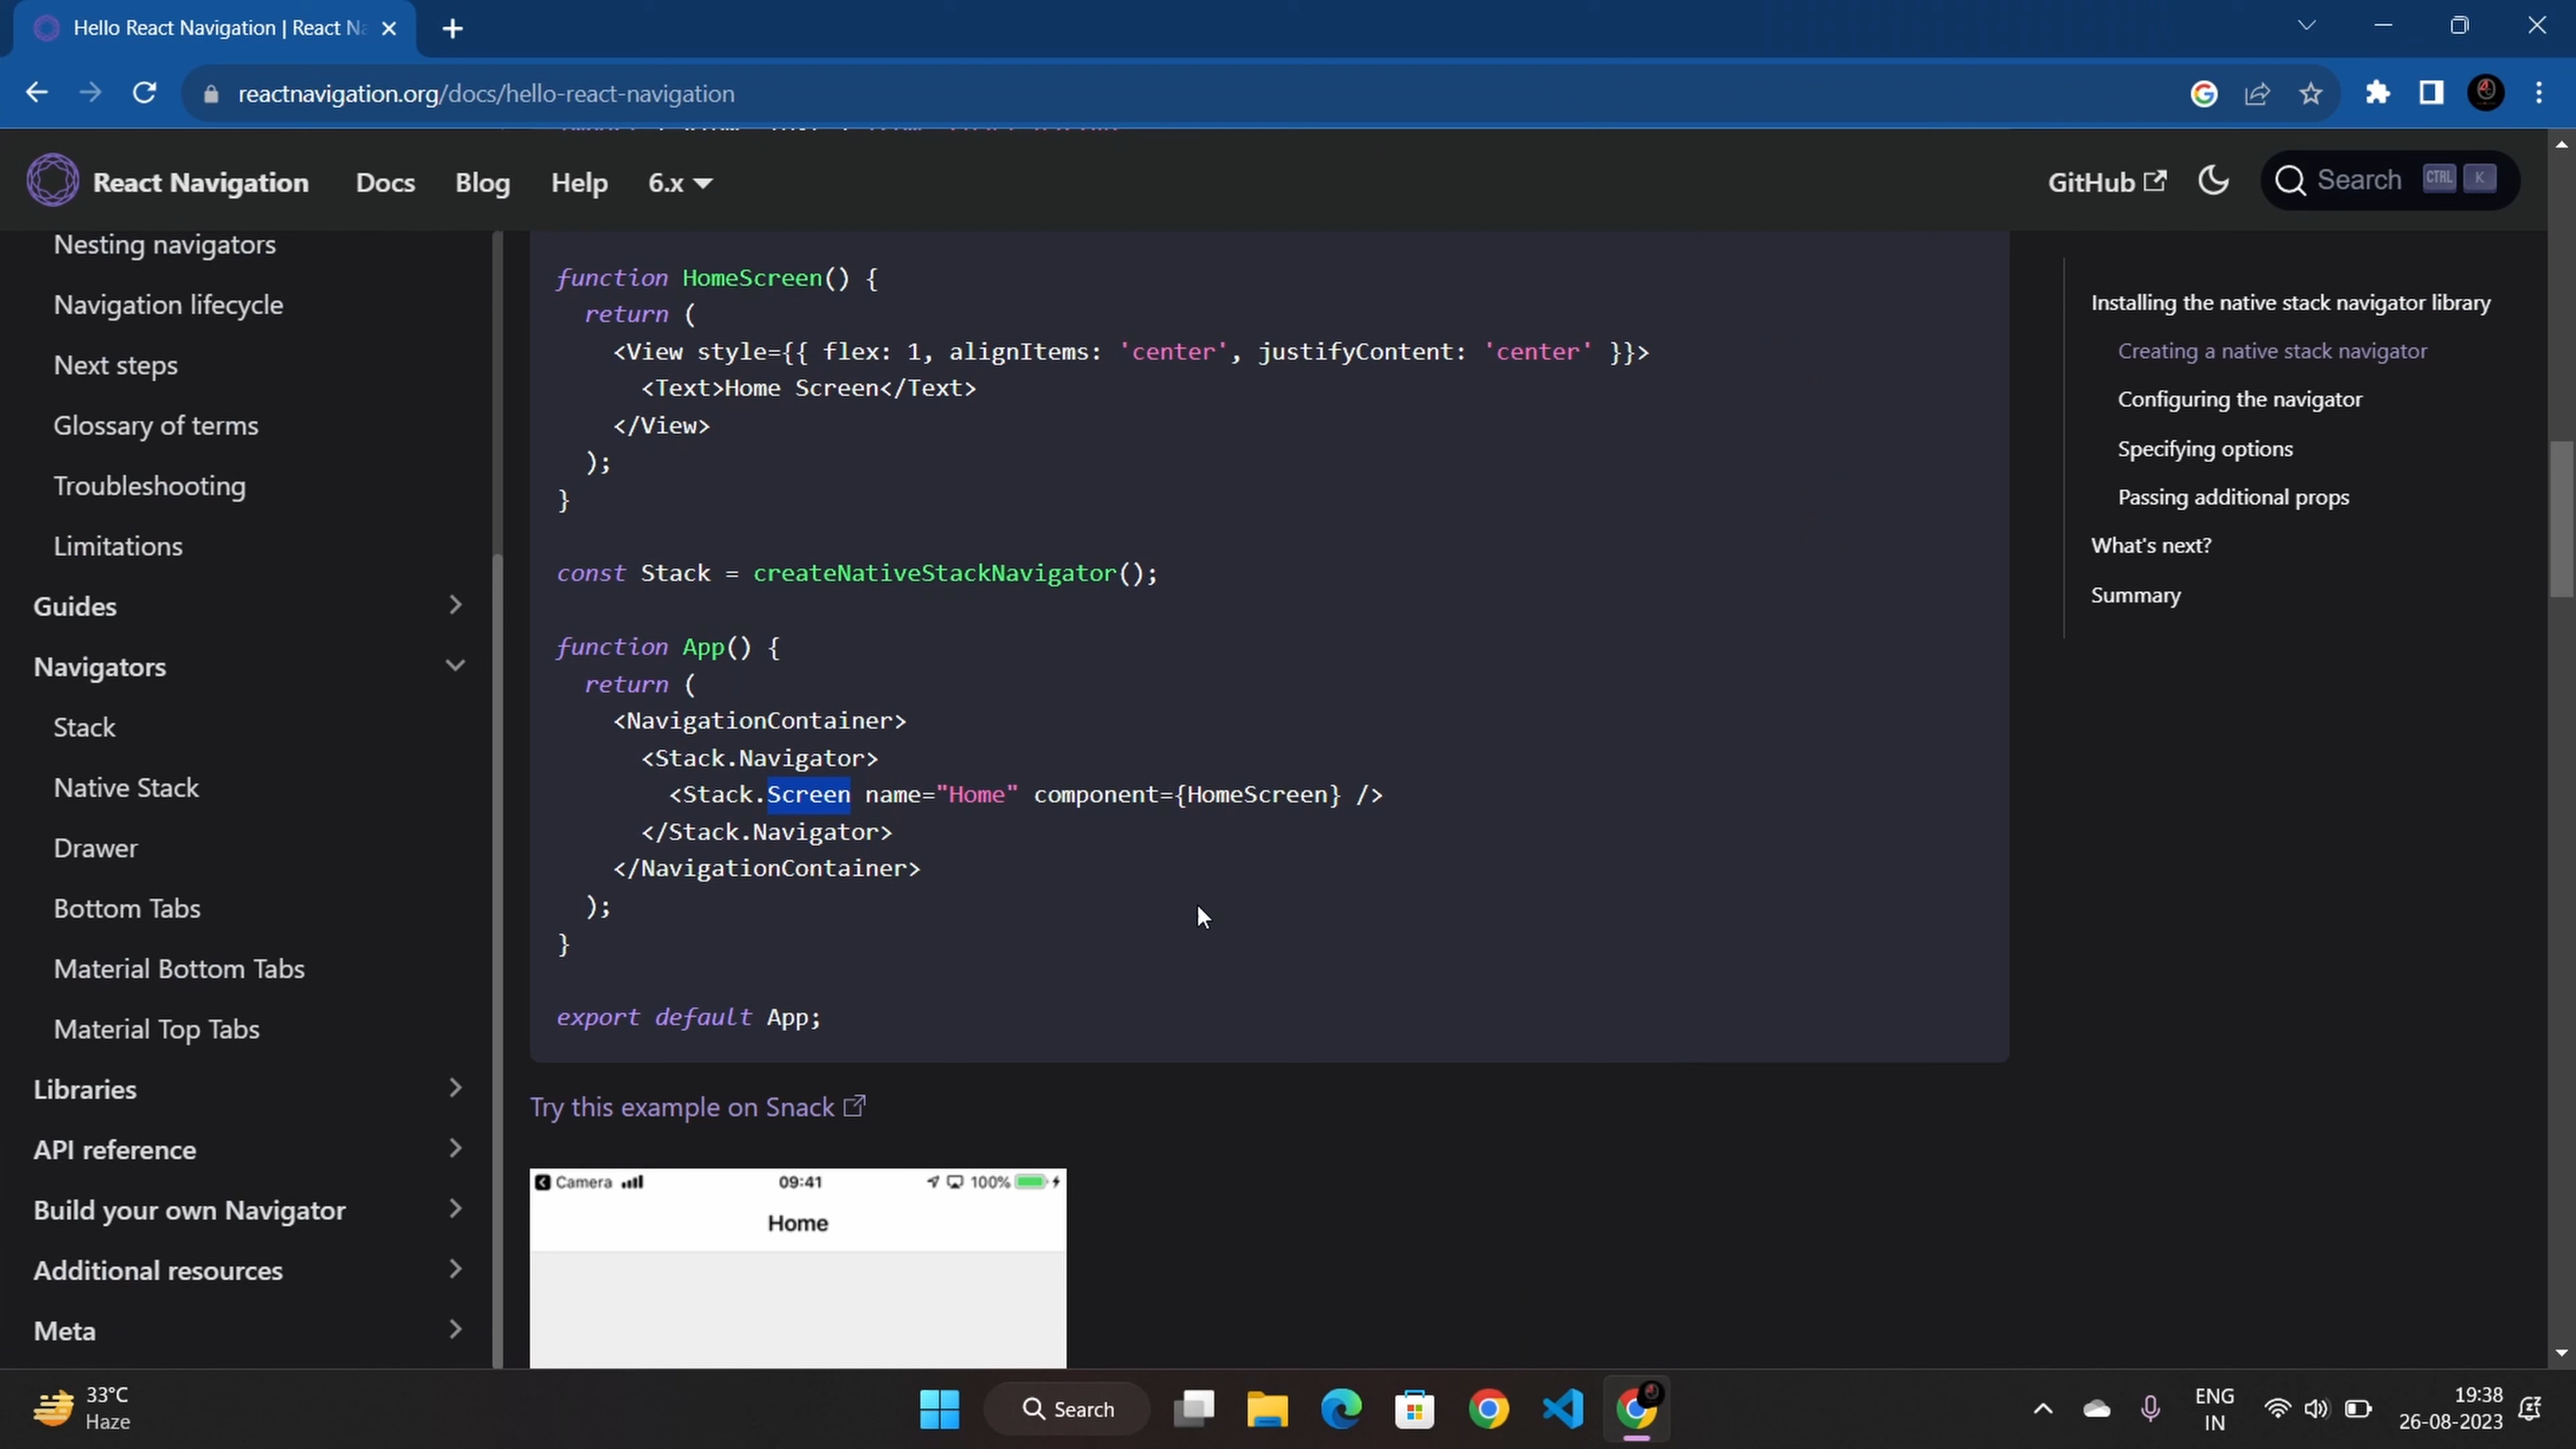 Hello React Navigation | React Na
reactnavigation.org/docs/hello-react-navigation
React Navigation
Docs
Blog
Help
6.x
GitHub
Search
CTRL
K
Nesting navigators
Navigation lifecycle
Next steps
Glossary of terms
Troubleshooting
Limitations
Guides
Navigators
Stack
Native Stack
Drawer
Bottom Tabs
Material Bottom Tabs
Material Top Tabs
Libraries
API reference
Build your own Navigator
Additional resources
Meta
function HomeScreen() {
return (
<View style={{ flex: 1, alignItems: 'center', justifyContent: 'center' }}>
<Text>Home Screen</Text>
</View>
);
}
const Stack = createNativeStackNavigator();
function App() {
return (
<NavigationContainer>
<Stack.Navigator>
<Stack.Screen name="Home" component={HomeScreen} />
</Stack.Navigator>
</NavigationContainer>
);
}
export default App;
Try this example on Snack
Camera
09:41
100%
Home
Installing the native stack navigator library
Creating a native stack navigator
Configuring the navigator
Specifying options
Passing additional props
What's next?
Summary
33°C
Haze
Search
ENG
IN
19:38
26-08-2023